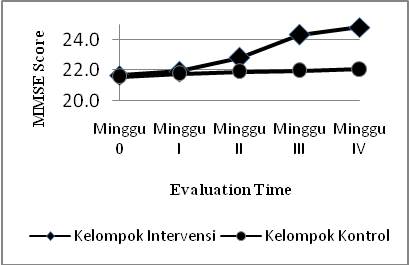 MMSE Score
24.0
22.0
20.0
Minggu Minggu Minggu Minggu Minggu
0 I II III IV
Evaluation Time
Kelompok Intervensi Kelompok Kontrol